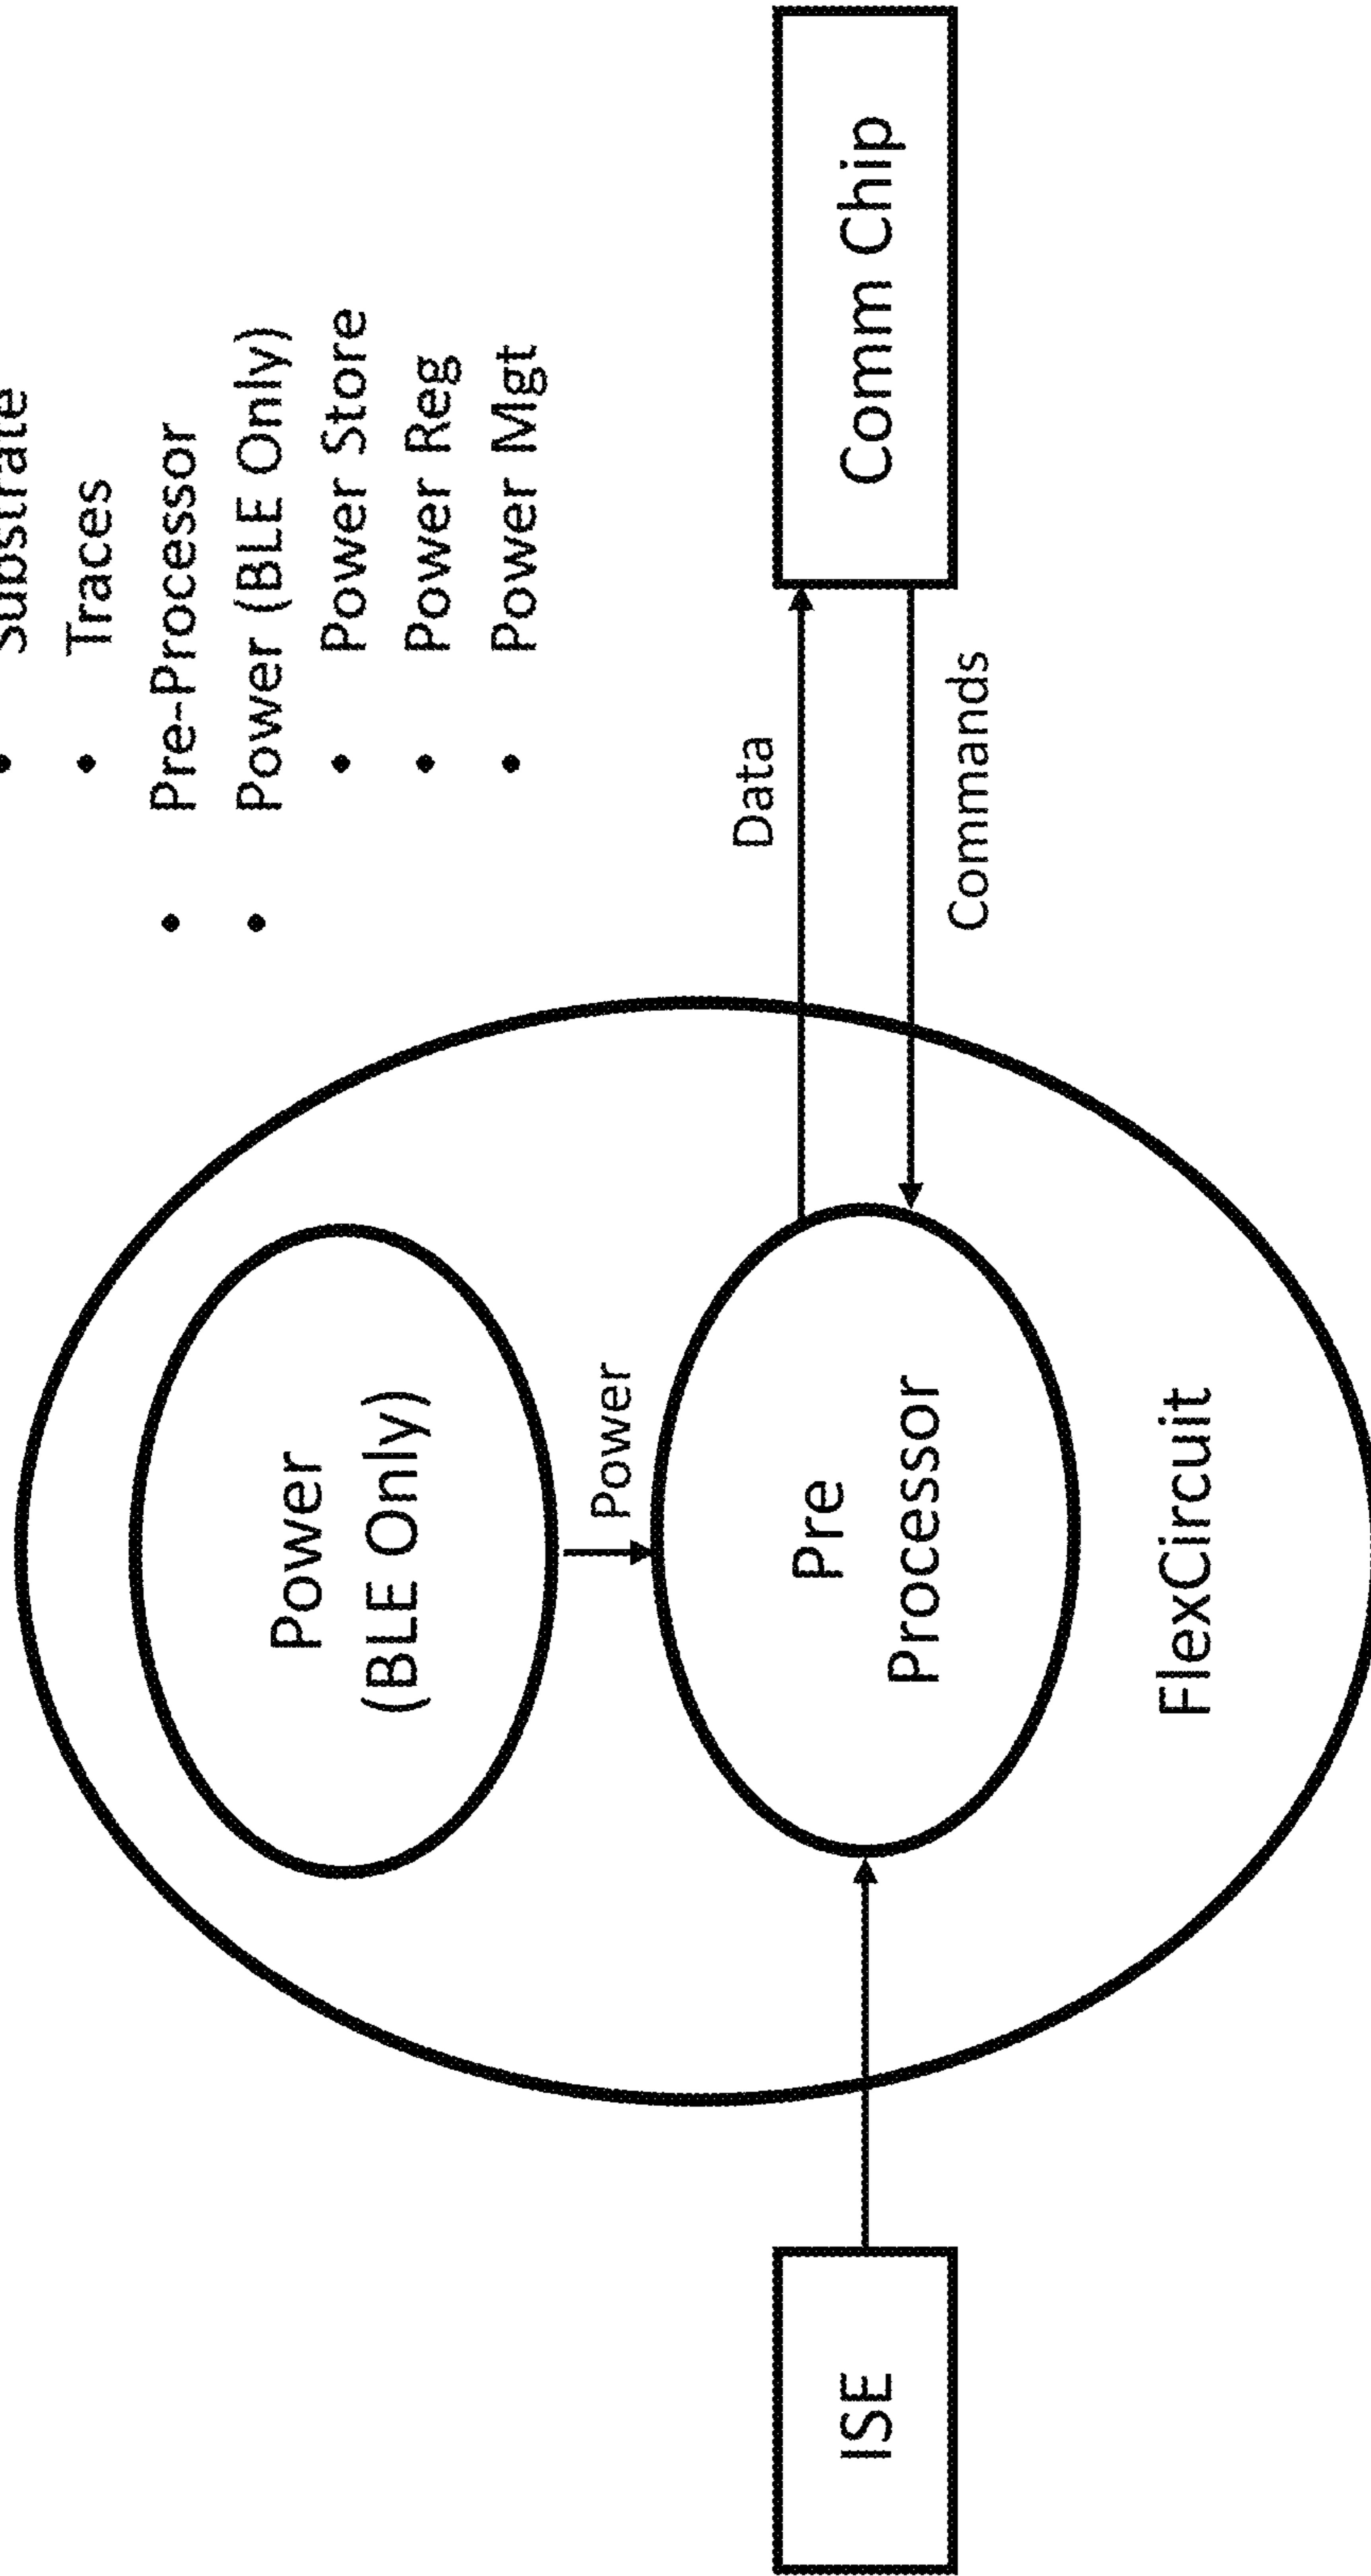 • Substrate
• Traces
• Pre-Processor
• Power (BLE Only)
• Power Store
• Power Reg
• Power Mgt
Power
(BLE Only)
Power
Data
ISE
Pre
Processor
Comm Chip
Commands
FlexCircuit